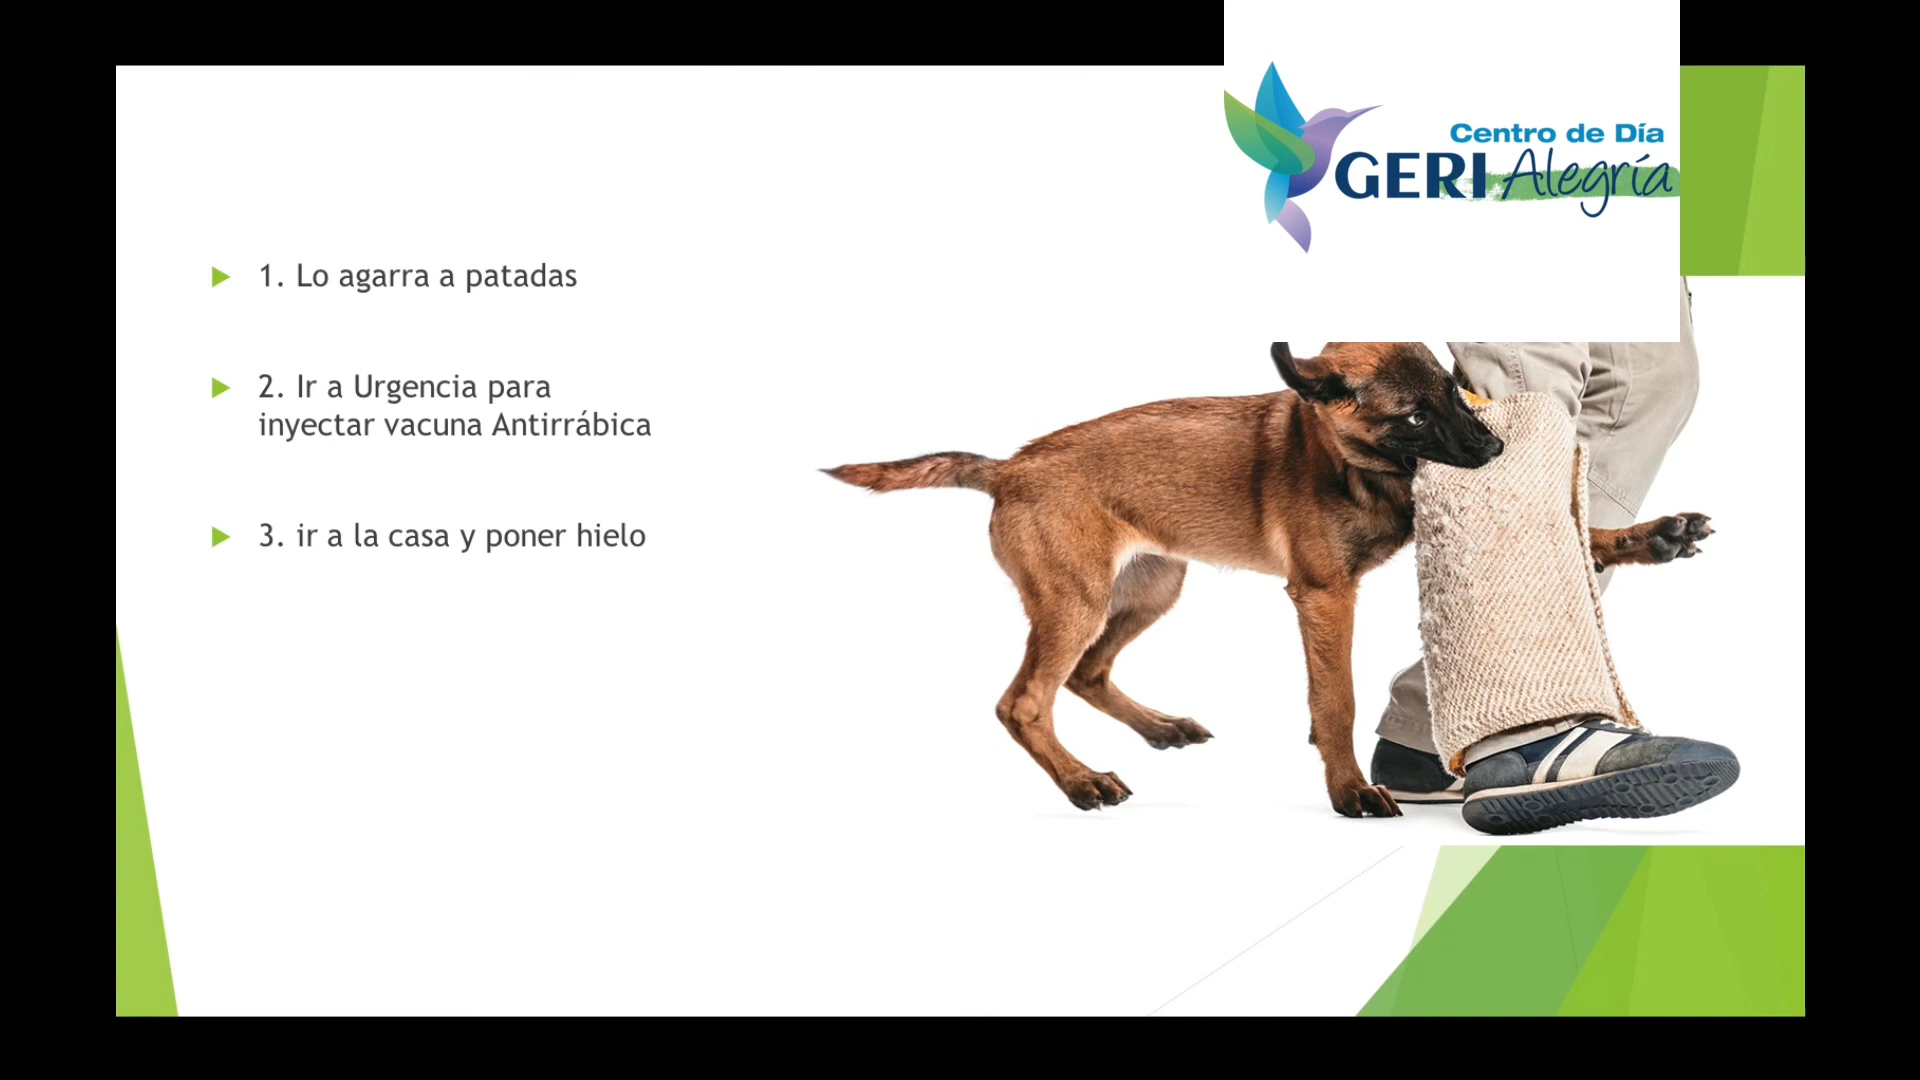 Centro de Día
GERI Alegría
1. Lo agarra a patadas
2. Ir a Urgencia para
inyectar vacuna Antirrábica
3. ir a la casa y poner hielo